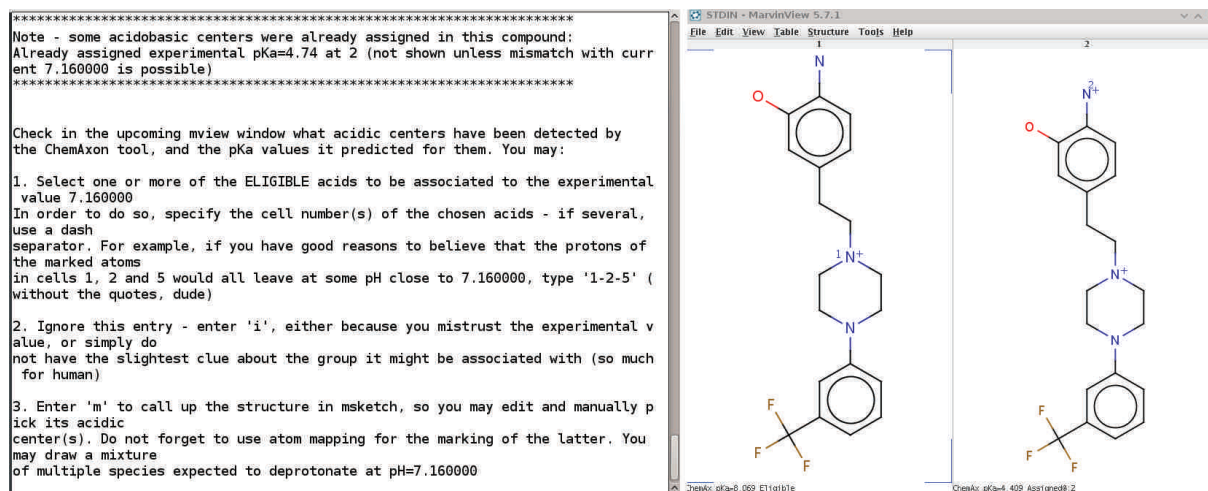 ***********************************************************************
Note - some acidobasic centers were already assigned in this compound:
Already assigned experimental pKa=4.74 at 2 (not shown unless mismatch with curr
ent 7.160000 is possible)
***********************************************************************
Check in the upcoming mview window what acidic centers have been detected by
the ChemAxon tool, and the pKa values it predicted for them. You may:
1. Select one or more of the ELIGIBLE acids to be associated to the experimental
value 7.160000
In order to do so, specify the cell number(s) of the chosen acids - if several,
use a dash
separator. For example, if you have good reasons to believe that the protons of
the marked atoms
in cells 1, 2 and 5 would all leave at some pH close to 7.160000, type '1-2-5' (
without the quotes, dude)
2. Ignore this entry - enter 'i', either because you mistrust the experimental v
alue, or simply do
not have the slightest clue about the group it might be associated with (so much
for human)
3. Enter 'm' to call up the structure in msketch, so you may edit and manually p
ick its acidic
center(s). Do not forget to use atom mapping for the marking of the latter. You
may draw a mixture
of multiple species expected to deprotonate at pH=7.160000
STDIN - MarvinView 5.7.1
File Edit View Table Structure Tools Help
1
N
O
1 N+
N
F
F
F
ChemAx pKa=8.069 Eligible
2
N 2+
O
N+
N
F
F
F
ChemAx pKa=4.409 Assigned@:2